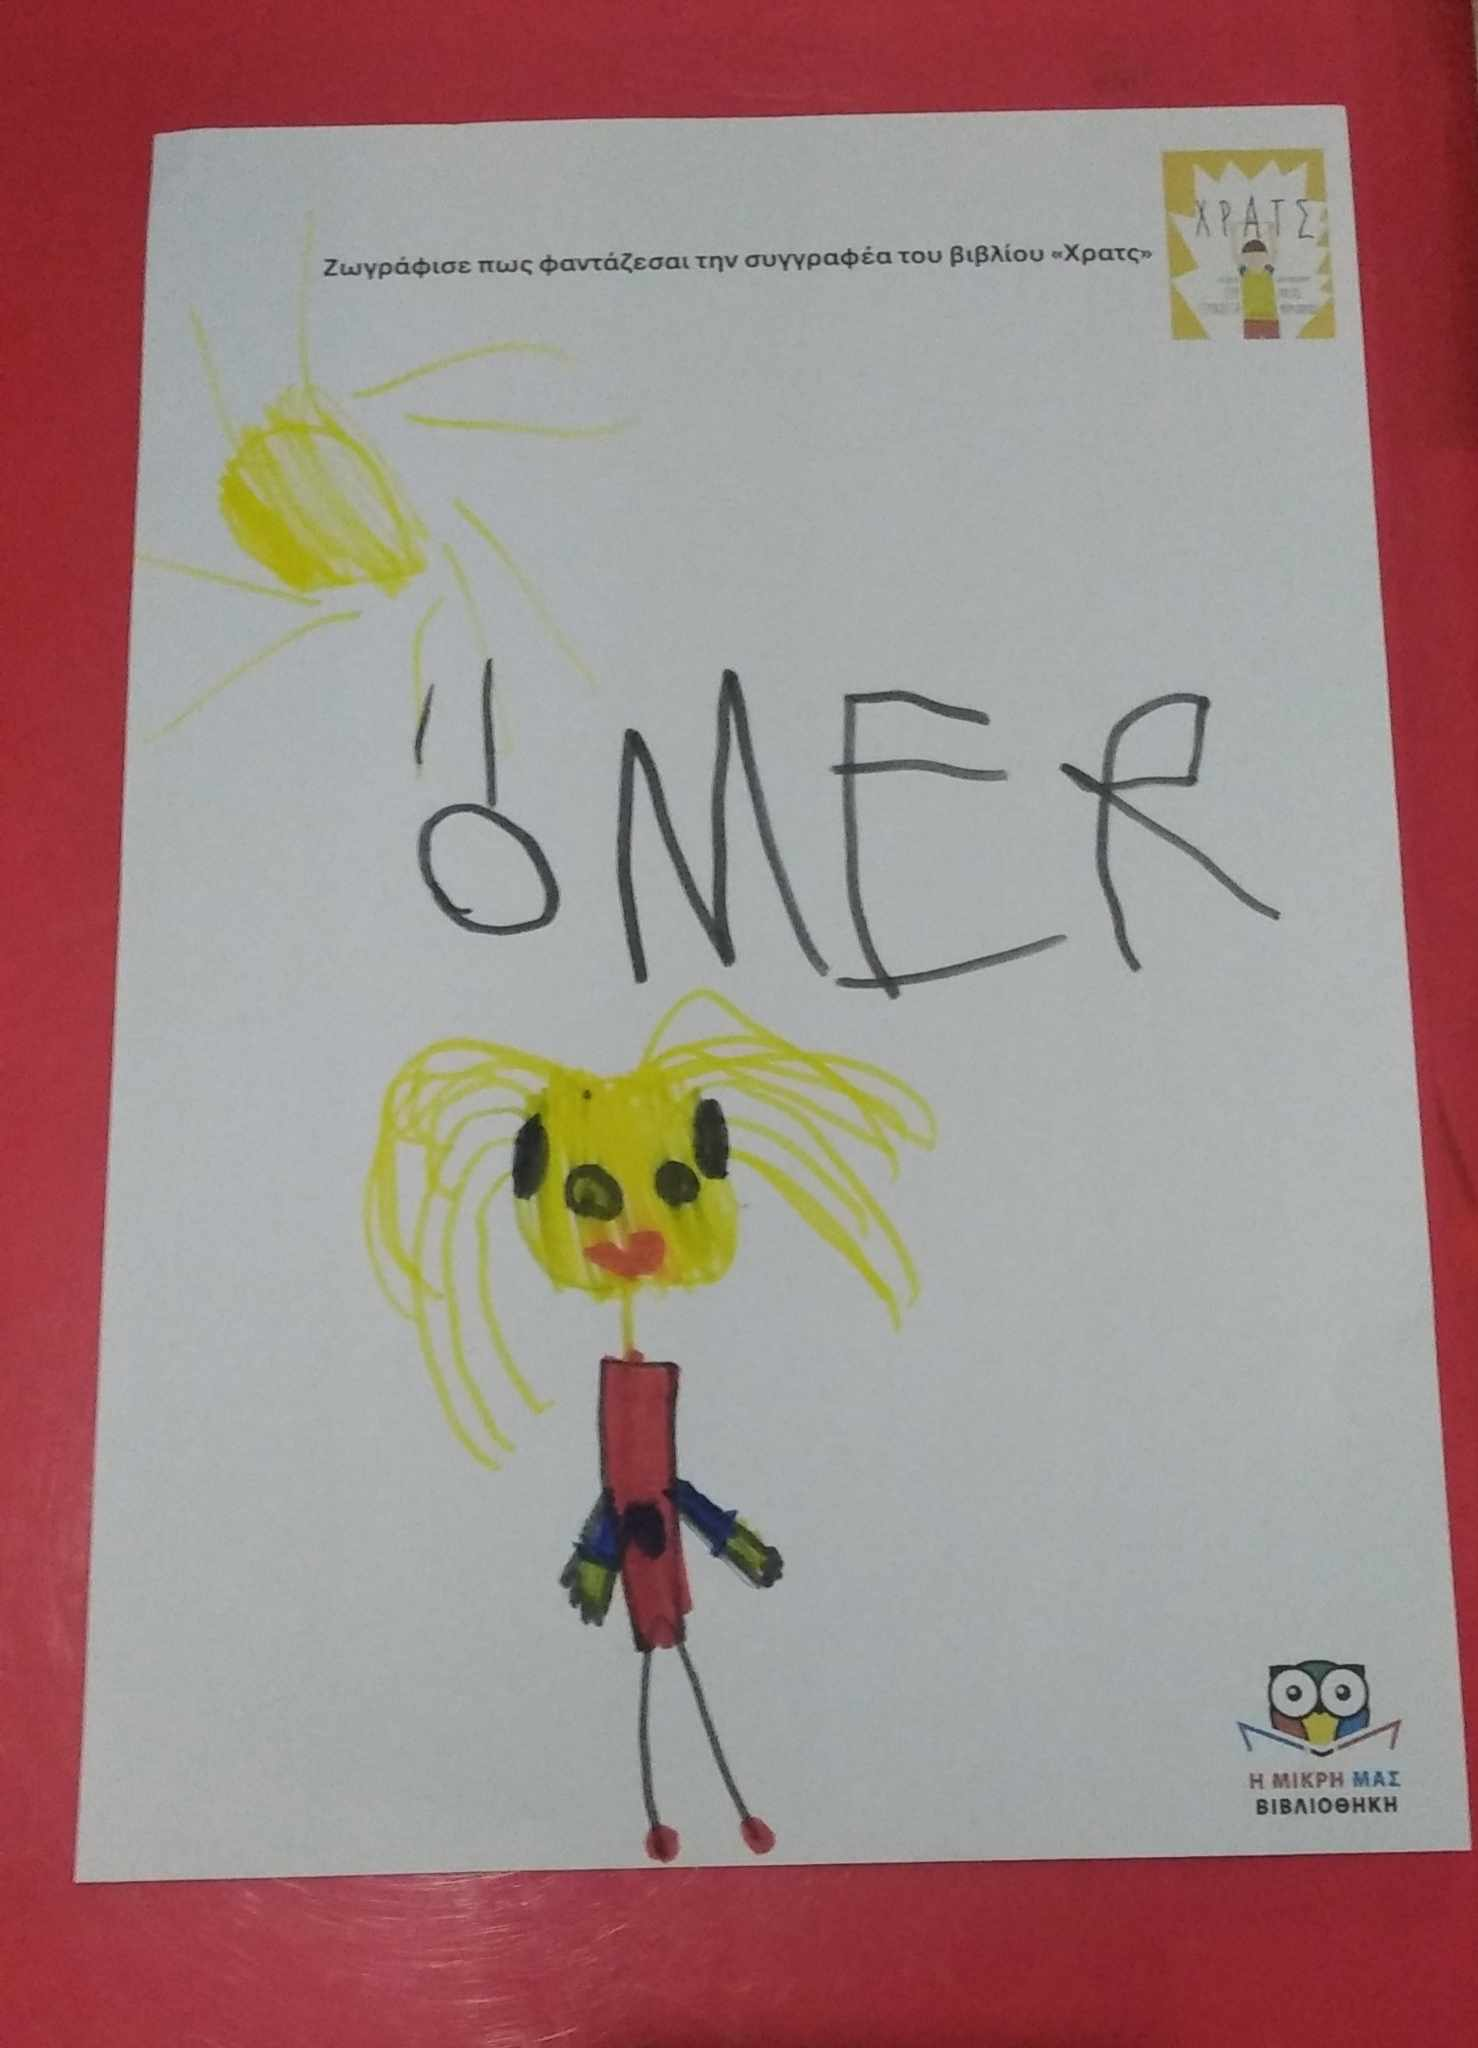 ΧΡΑΤΣ
Ζωγράφισε πως φαντάζεσαι την συγγραφέα του βιβλίου «Χρατς»
ÖMER
Η ΜΙΚΡΗ ΜΑΣ
ΒΙΒΛΙΟΘΗΚΗ